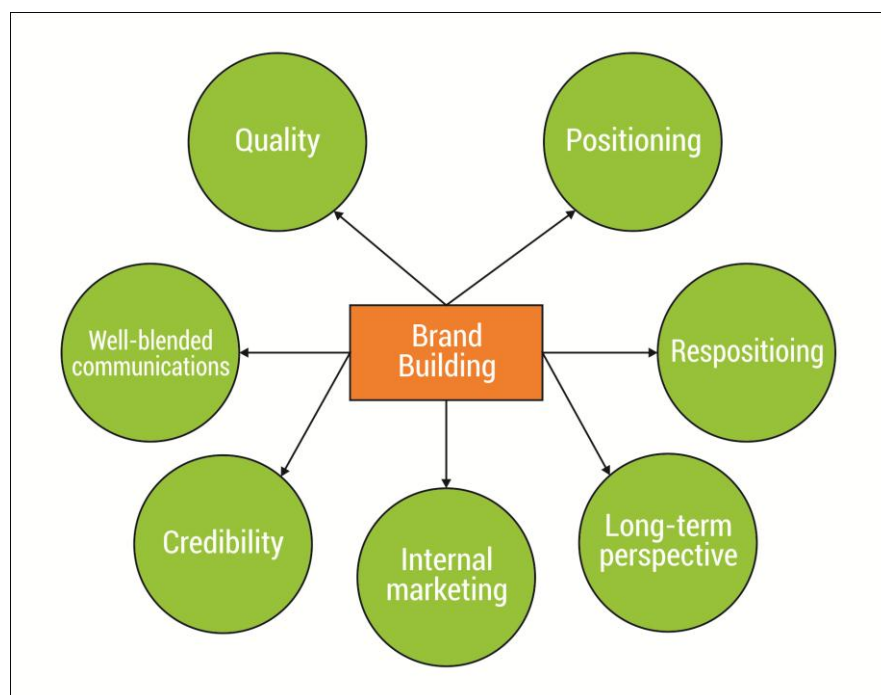 Quality
Positioning
Well-blended
communications
Brand
Building
Respositioing
Credibility
Internal
marketing
Long-term
perspective